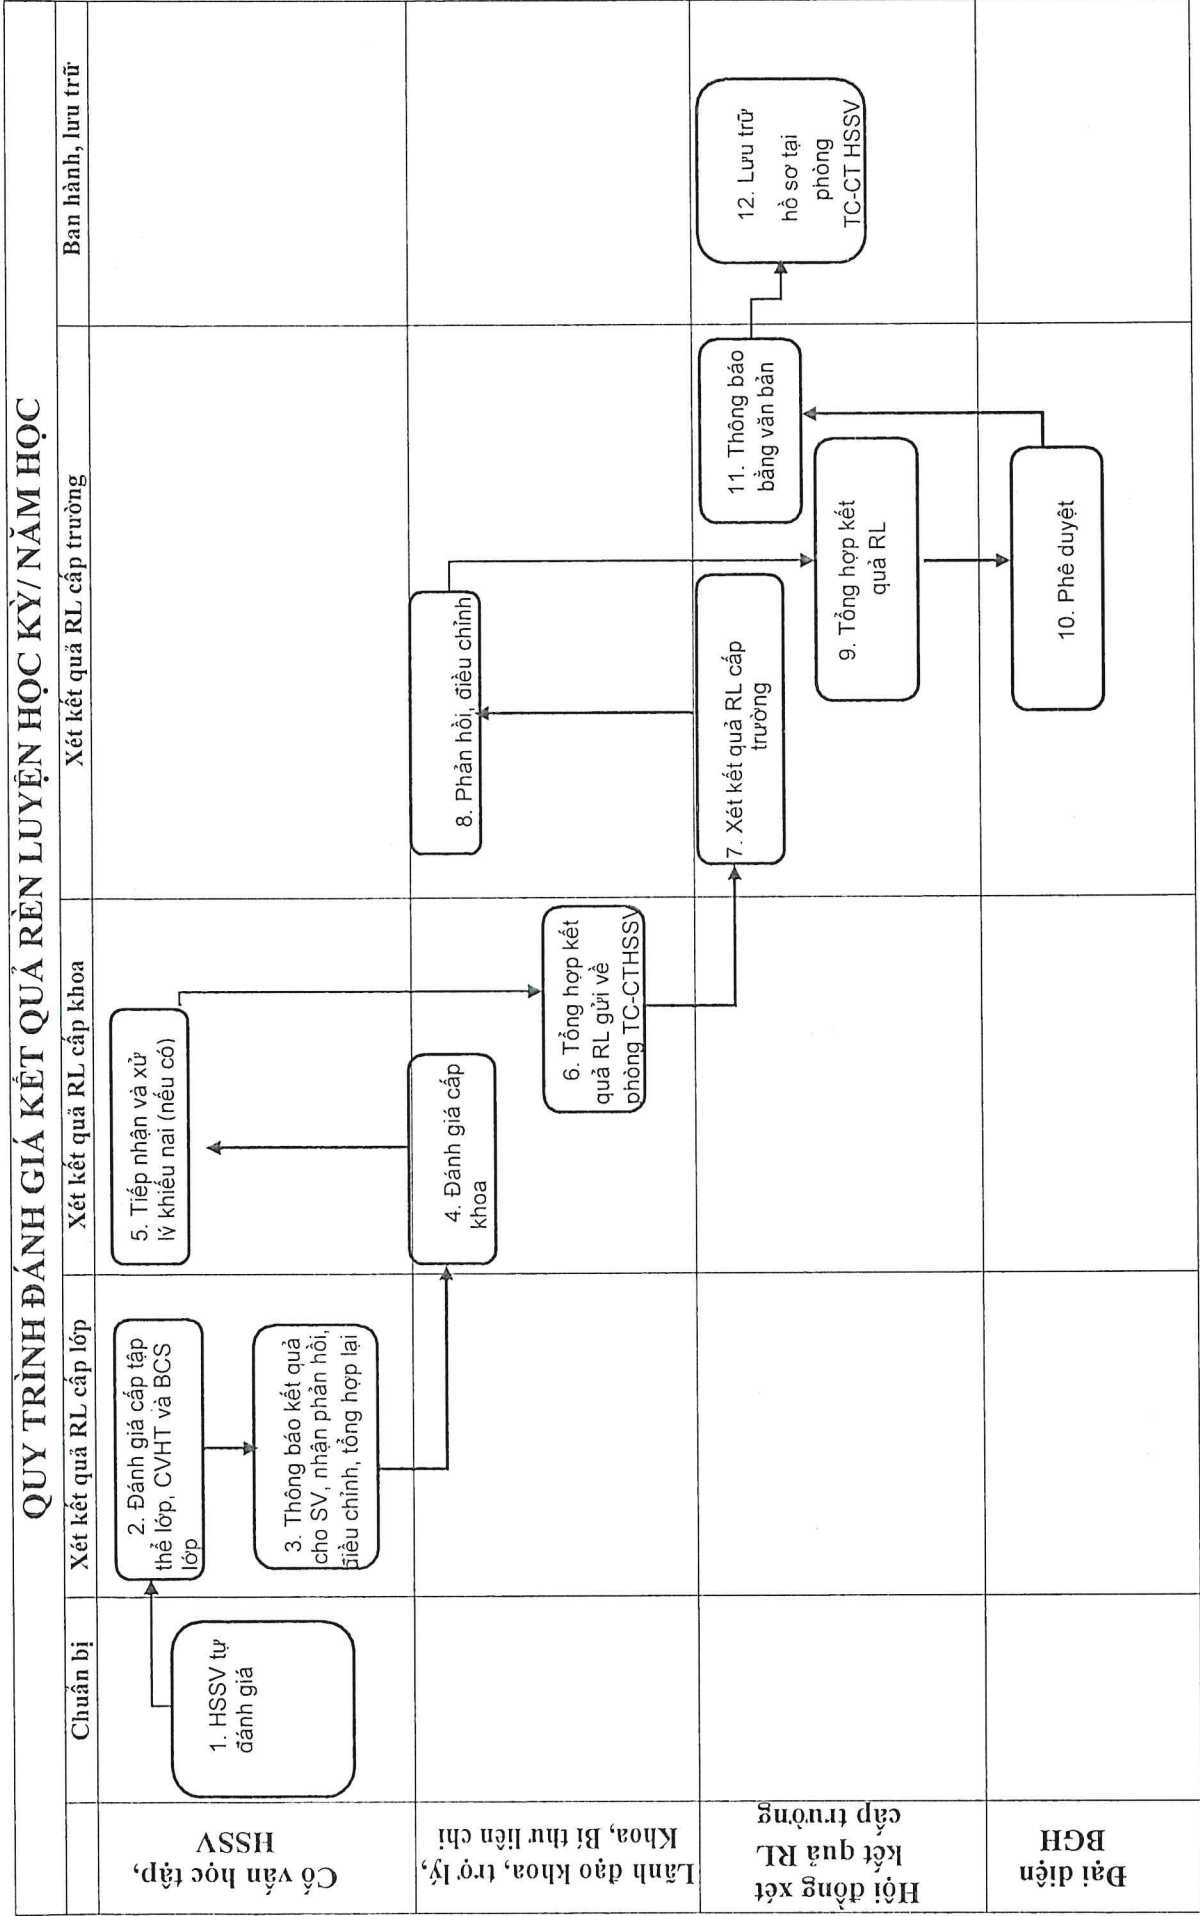 QUY TRÌNH ĐÁNH GIÁ KẾT QUẢ RÈN LUYỆN HỌC KỲ/ NĂM HỌC
Chuẩn bị
Xét kết quả RL cấp lớp
Xét kết quả RL cấp khoa
Xét kết quả RL cấp trường
Ban hành, lưu trữ
Cố vấn học tập,
HSSV
1. HSSV tự
đánh giá
2. Đánh giá cấp tập
thể lớp, CVHT và BCS
lớp
3. Thông báo kết quả
cho SV, nhận phản hồi,
điều chỉnh, tổng hợp lại
5. Tiếp nhận và xử
lý khiếu nai (nếu có)
Lãnh đạo khoa, trợ lý,
Khoa, Bí thư liên chi
4. Đánh giá cấp
khoa
6. Tổng hợp kết
quả RL gửi về
phòng TC-CTHSSV
8. Phản hồi, điều chỉnh
Hội đồng xét
kết quả RL
cấp trường
7. Xét kết quả RL cấp
trường
9. Tổng hợp kết
quả RL
11. Thông báo
bằng văn bản
12. Lưu trữ
hồ sơ tại
phòng
TC-CT HSSV
Đại diện
BGH
10. Phê duyệt